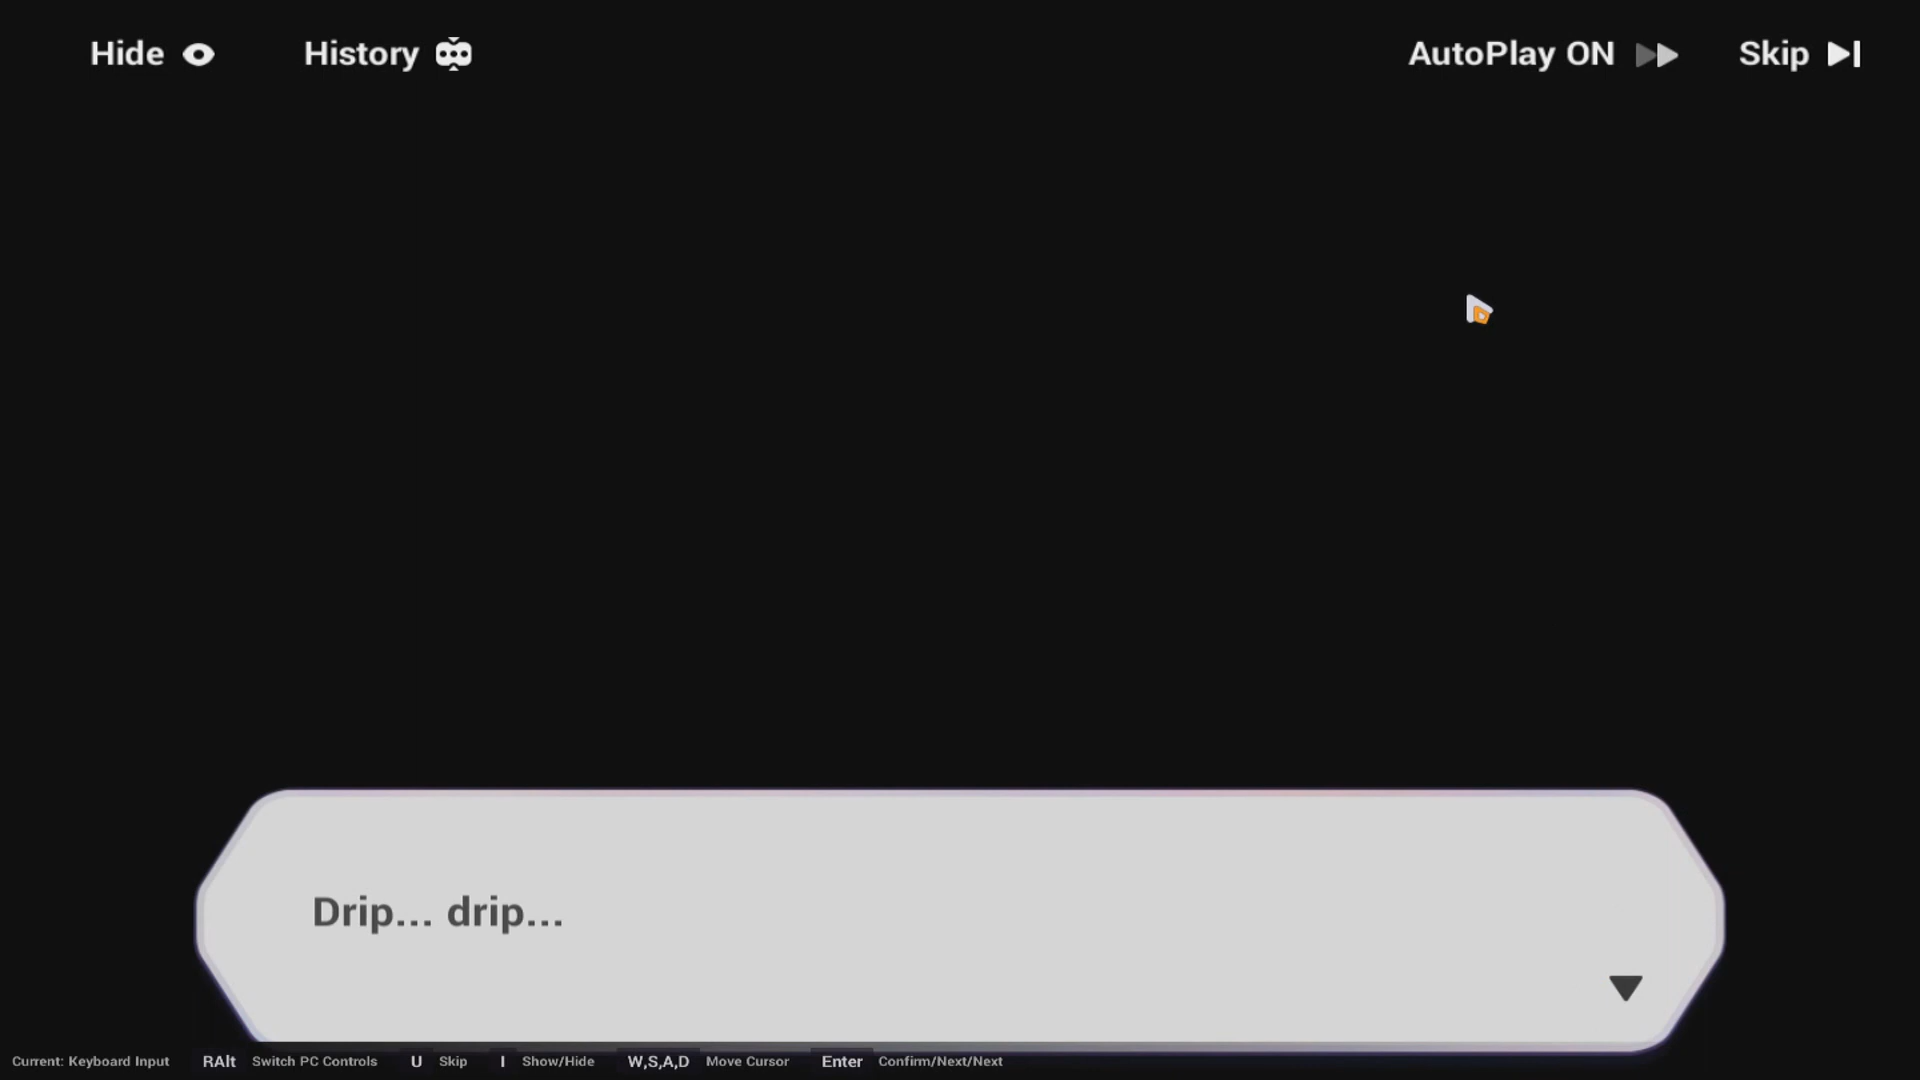 Hide History AutoPlay ON Skip
Drip... drip...
Current: Keyboard Input RAlt Switch PC Controls U Skip I Show/Hide W,S,A,D Move Cursor Enter Confirm/Next/Next